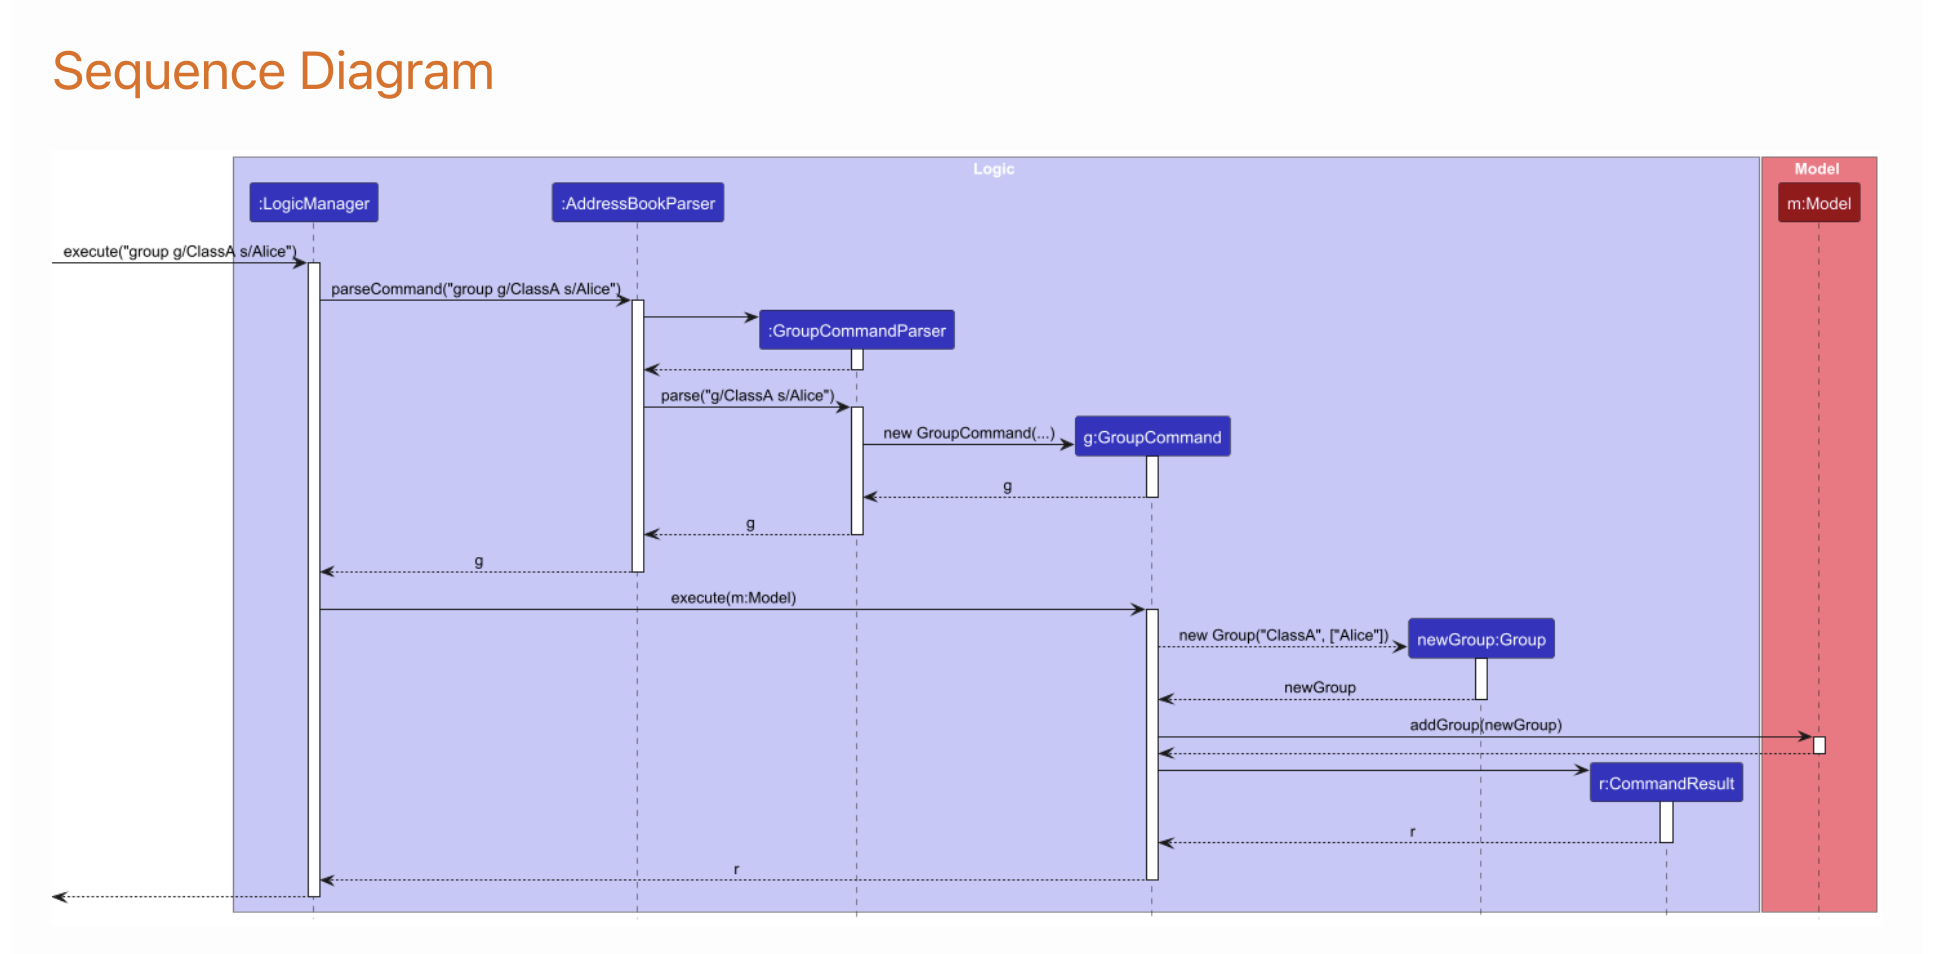 Sequence Diagram
Logic
Model
:LogicManager
:AddressBookParser
m:Model
execute("group g/ClassA s/Alice")
parseCommand("group g/ClassA s/Alice")
:GroupCommandParser
parse("g/ClassA s/Alice")
new GroupCommand(...)
g:GroupCommand
g
g
g
execute(m:Model)
new Group("ClassA", ["Alice"])
newGroup:Group
newGroup
addGroup(newGroup)
r:CommandResult
r
r